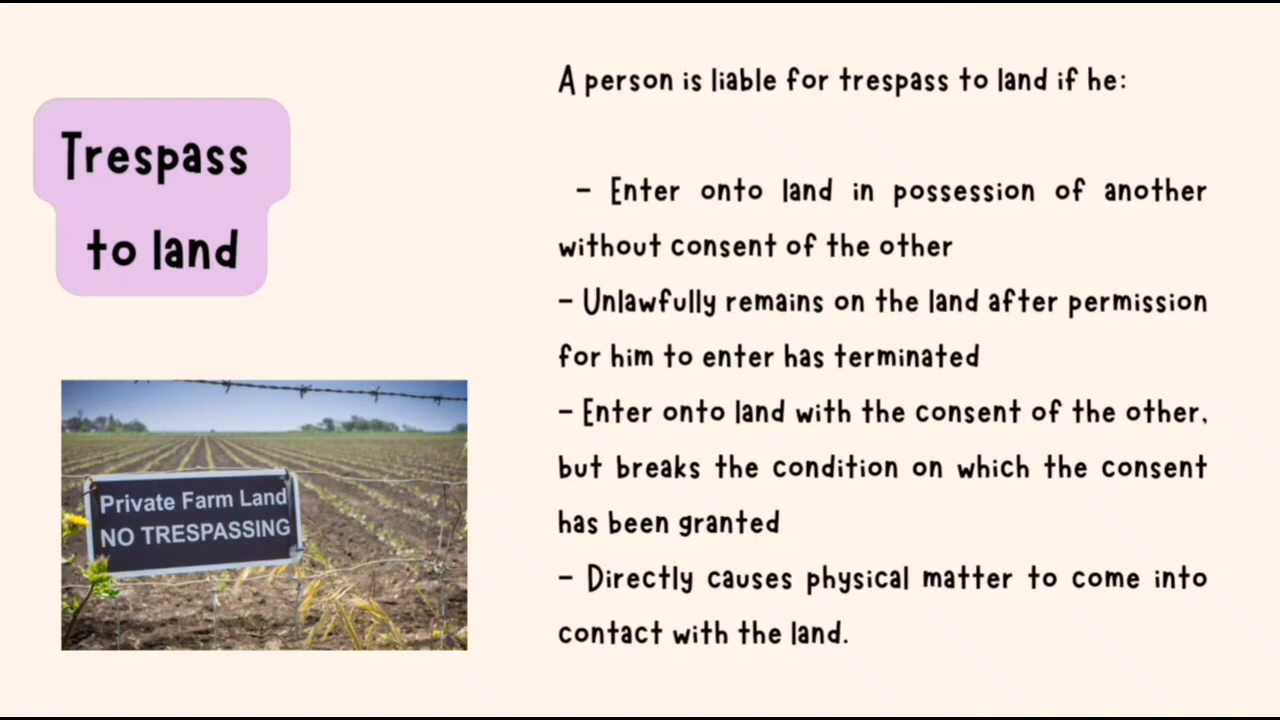 Trespass
to land
A person is liable for trespass to land if he:
- Enter onto land in possession of another
without consent of the other
- Unlawfully remains on the land after permission
for him to enter has terminated
- Enter onto land with the consent of the other,
but breaks the condition on which the consent
has been granted
- Directly causes physical matter to come into
contact with the land.
Private Farm Land
NO TRESPASSING